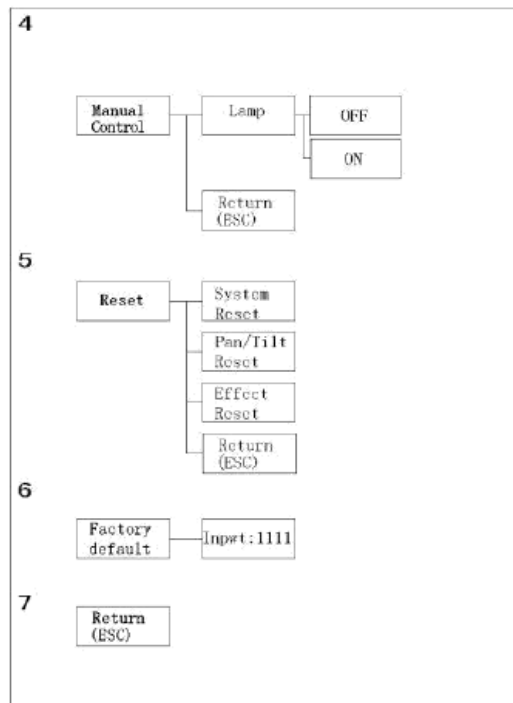 4
Manual Lamp OFF
Control
ON
Return
(ESC)
5
Reset System
Reset
Pan/Tilt
Reset
Effect
Reset
Return
(ESC)
6
Factory Inpwt:1111
default
7
Return
(ESC)